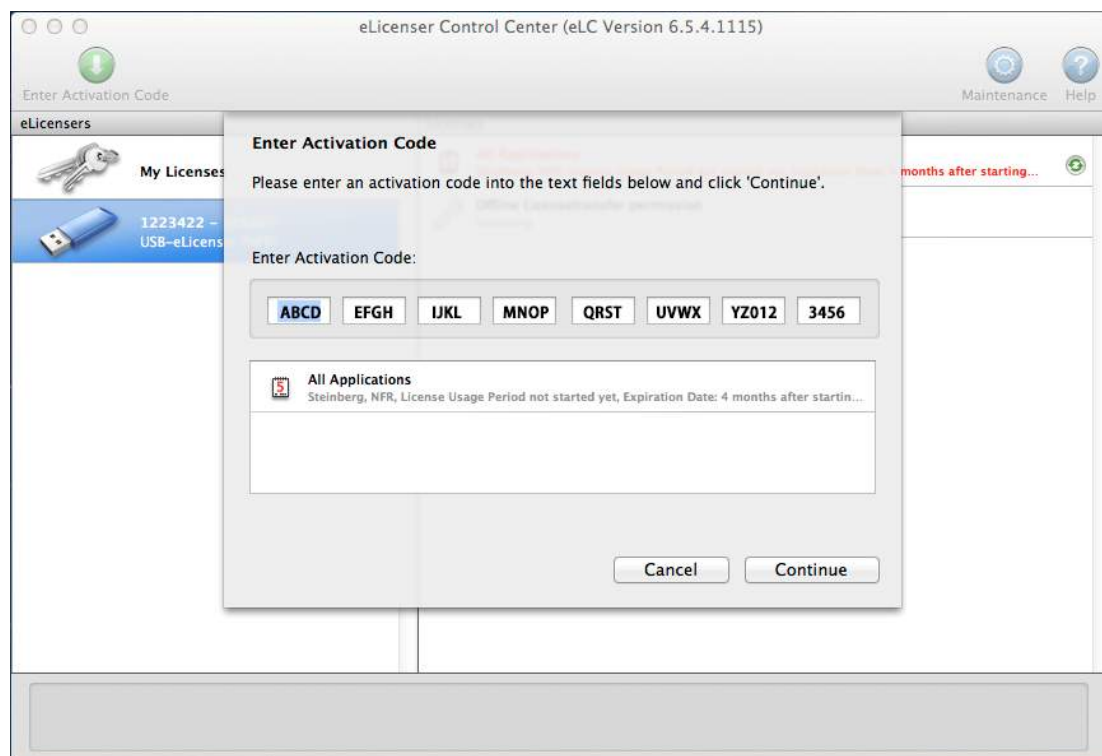 eLicenser Control Center (eLC Version 6.5.4.1115)
Enter Activation Code
Maintenance
Help
eLicensers
My Licenses
1223422 –
USB-eLicens
months after starting...
Enter Activation Code
Please enter an activation code into the text fields below and click 'Continue'.
Enter Activation Code:
ABCD EFGH IJKL MNOP QRST UVWX YZ012 3456
All Applications
Steinberg, NFR, License Usage Period not started yet, Expiration Date: 4 months after startin...
Cancel
Continue